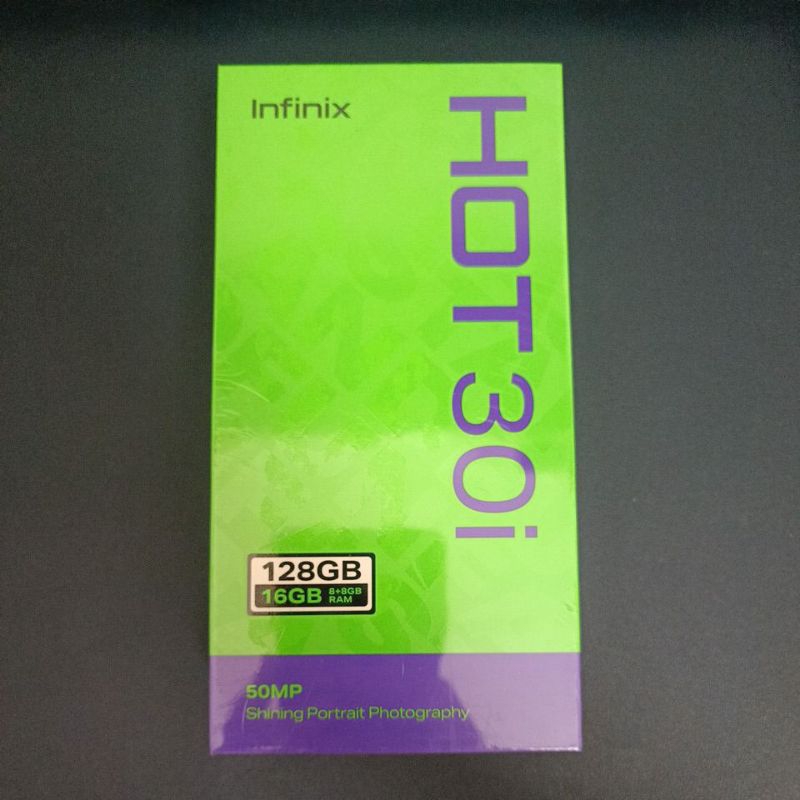 Infinix
HOT 30i
128GB
16GB 8+8GB
RAM
50MP
Shining Portrait Photography